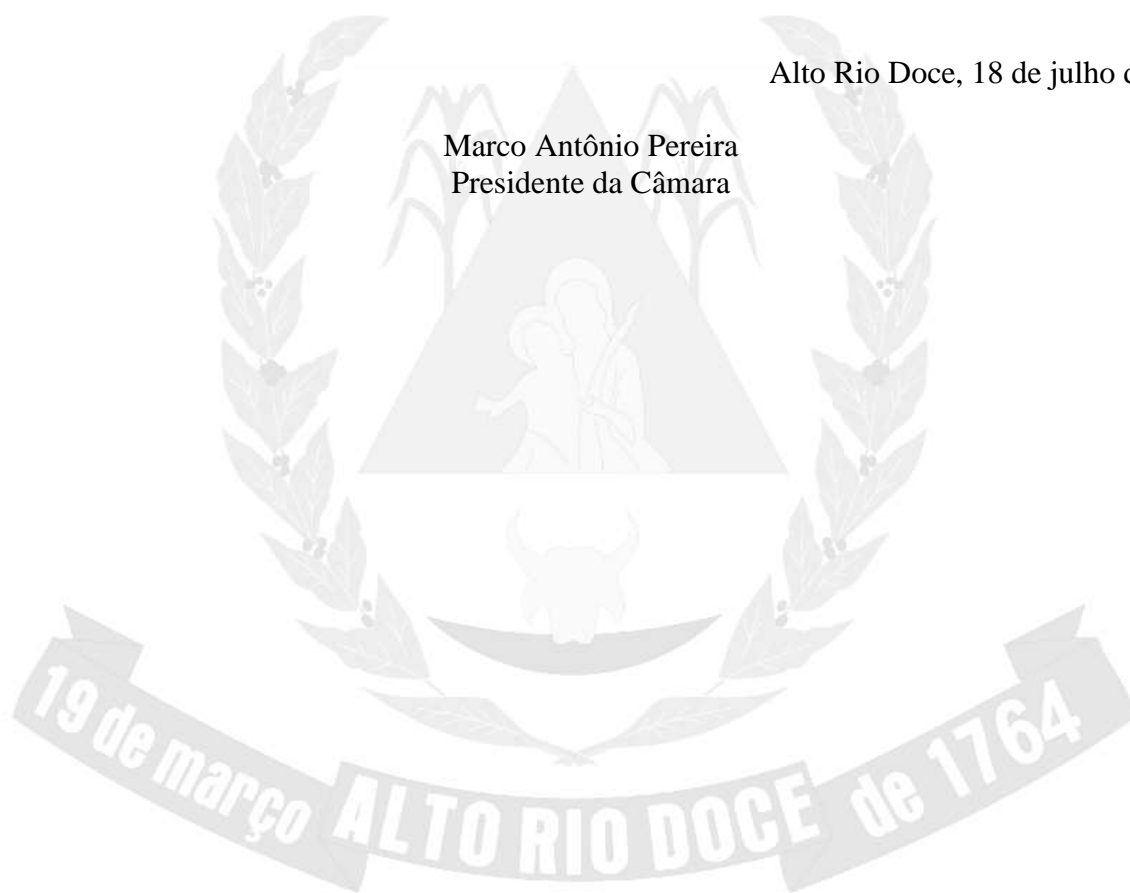 Alto Rio Doce, 18 de julho
Marco Antônio Pereira
Presidente da Câmara
19 de março ALTO RIO DOCE de 1764